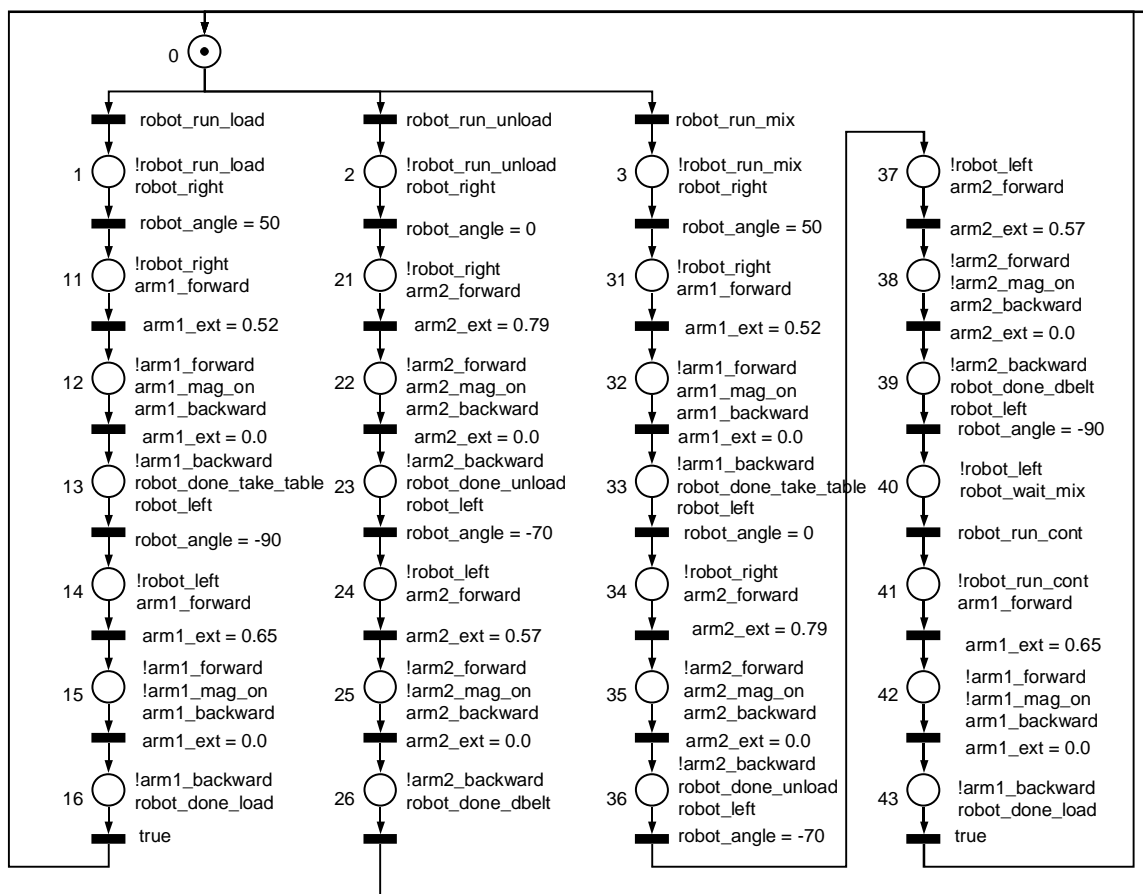 0
robot_run_load
1
!robot_run_load
robot_right
robot_angle = 50
11
!robot_right
arm1_forward
arm1_ext = 0.52
12
!arm1_forward
arm1_mag_on
arm1_backward
arm1_ext = 0.0
13
!arm1_backward
robot_done_take_table
robot_left
robot_angle = -90
14
!robot_left
arm1_forward
arm1_ext = 0.65
15
!arm1_forward
!arm1_mag_on
arm1_backward
arm1_ext = 0.0
16
!arm1_backward
robot_done_load
true
robot_run_unload
2
!robot_run_unload
robot_right
robot_angle = 0
21
!robot_right
arm2_forward
arm2_ext = 0.79
22
!arm2_forward
arm2_mag_on
arm2_backward
arm2_ext = 0.0
23
!arm2_backward
robot_done_unload
robot_left
robot_angle = -70
24
!robot_left
arm2_forward
arm2_ext = 0.57
25
!arm2_forward
!arm2_mag_on
arm2_backward
arm2_ext = 0.0
26
!arm2_backward
robot_done_dbelt
robot_run_mix
3
!robot_run_mix
robot_right
robot_angle = 50
31
!robot_right
arm1_forward
arm1_ext = 0.52
32
!arm1_forward
arm1_mag_on
arm1_backward
arm1_ext = 0.0
33
!arm1_backward
robot_done_take_table
robot_left
robot_angle = 0
34
!robot_right
arm2_forward
arm2_ext = 0.79
35
!arm2_forward
arm2_mag_on
arm2_backward
arm2_ext = 0.0
36
!arm2_backward
robot_done_unload
robot_left
robot_angle = -70
37
!robot_left
arm2_forward
arm2_ext = 0.57
38
!arm2_forward
!arm2_mag_on
arm2_backward
arm2_ext = 0.0
39
!arm2_backward
robot_done_dbelt
robot_left
robot_angle = -90
40
!robot_left
robot_wait_mix
robot_run_cont
41
!robot_run_cont
arm1_forward
arm1_ext = 0.65
42
!arm1_forward
!arm1_mag_on
arm1_backward
arm1_ext = 0.0
43
!arm1_backward
robot_done_load
true